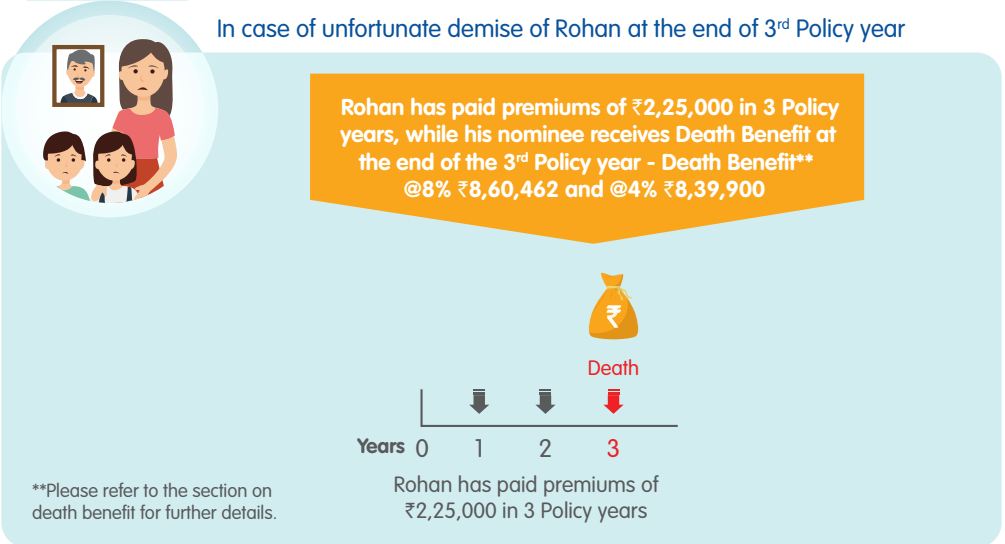 In case of unfortunate demise of Rohan at the end of 3rd Policy year
Rohan has paid premiums of ₹2,25,000 in 3 Policy
years, while his nominee receives Death Benefit at
the end of the 3rd Policy year - Death Benefit**
@8% ₹8,60,462 and @4% ₹8,39,900
₹
Death
Years 0 1 2 3
Rohan has paid premiums of
₹2,25,000 in 3 Policy years
**Please refer to the section on
death benefit for further details.